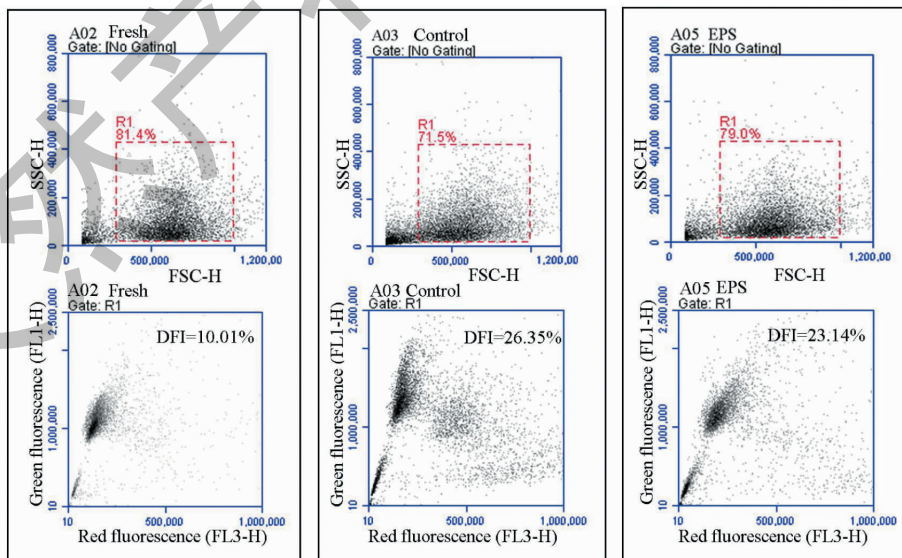 A02 Fresh
Gate: [No Gating]
800,000
600,000
400,000
200,000
0
SSC-H
R1
81.4%
0
500,000
1,200,00
FSC-H
A03 Control
Gate: [No Gating]
800,000
600,000
400,000
200,000
0
SSC-H
R1
71.5%
0
500,000
1,200,00
FSC-H
A05 EPS
Gate: [No Gating]
800,000
600,000
400,000
200,000
0
SSC-H
R1
79.0%
0
500,000
1,200,00
FSC-H
A02 Fresh
Gate: R1
DFI=10.01%
2,500,
1,000,000
10
Green fluorescence (FL1-H)
10
500,000
1,000,000
Red fluorescence (FL3-H)
A03 Control
Gate: R1
DFI=26.35%
2,500,
1,000,000
10
Green fluorescence (FL1-H)
10
500,000
1,000,000
Red fluorescence (FL3-H)
A05 EPS
Gate: R1
DFI=23.14%
2,500,
1,000,000
10
Green fluorescence (FL1-H)
10
500,000
1,000,000
Red fluorescence (FL3-H)